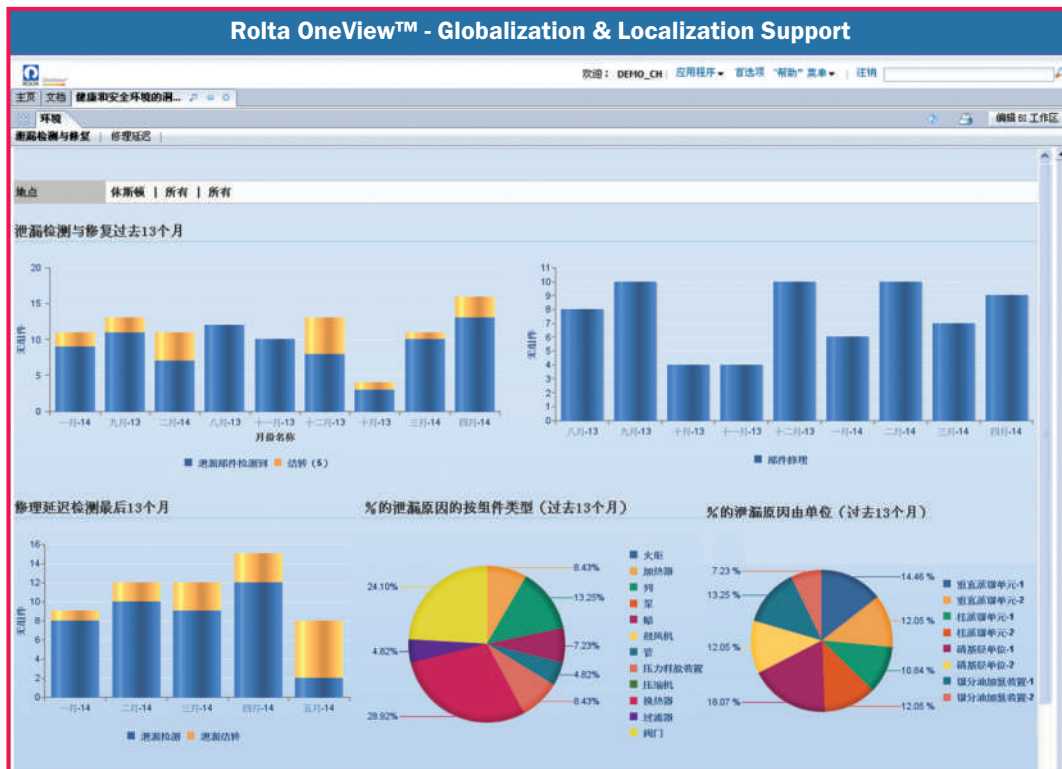 Rolta OneView™ - Globalization & Localization Support
ROLTA OneView™
欢迎： DEMO_CH | 应用程序 首选项 "帮助" 菜单 | 注销
主页 文档 健康和安全环境的洞...
环境 编辑 BI 工作区
泄漏检测与修复 | 修理延迟 |
地点 休斯顿 | 所有 | 所有
泄漏检测与修复过去13个月
20
15
10
5
0
无组件
一月-14 九月-13 二月-14 八月-13 十一月-13 十二月-13 十月-13 三月-14 四月-14
月份名称
泄漏部件检测到 结转 (5)
11
10
9
8
7
6
5
4
3
2
1
0
无组件
八月-13 九月-13 十月-13 十一月-13 十二月-13 一月-14 二月-14 三月-14 四月-14
部件修理
修理延迟检测最后13个月
16
14
12
10
8
6
4
2
0
无组件
一月-14 二月-14 三月-14 四月-14 五月-14
泄漏检测 泄漏结转
%的泄漏原因的按组件类型（过去13个月）
8.43%
13.25%
7.23%
4.82%
8.43%
28.92%
4.82%
24.10%
火炬
加热器
列
泵
鼓风机
管
压力释放装置
压缩机
换热器
过滤器
阀门
%的泄漏原因由单位（过去13个月）
14.46 %
12.05 %
10.84 %
12.05 %
18.07 %
12.05 %
13.25 %
7.23 %
重直蒸馏单元-1
重直蒸馏单元-2
柱蒸馏单元-1
柱蒸馏单元-2
硝基烃单位-1
硝基烃单位-2
馏分油加氢装置-1
馏分油加氢装置-2